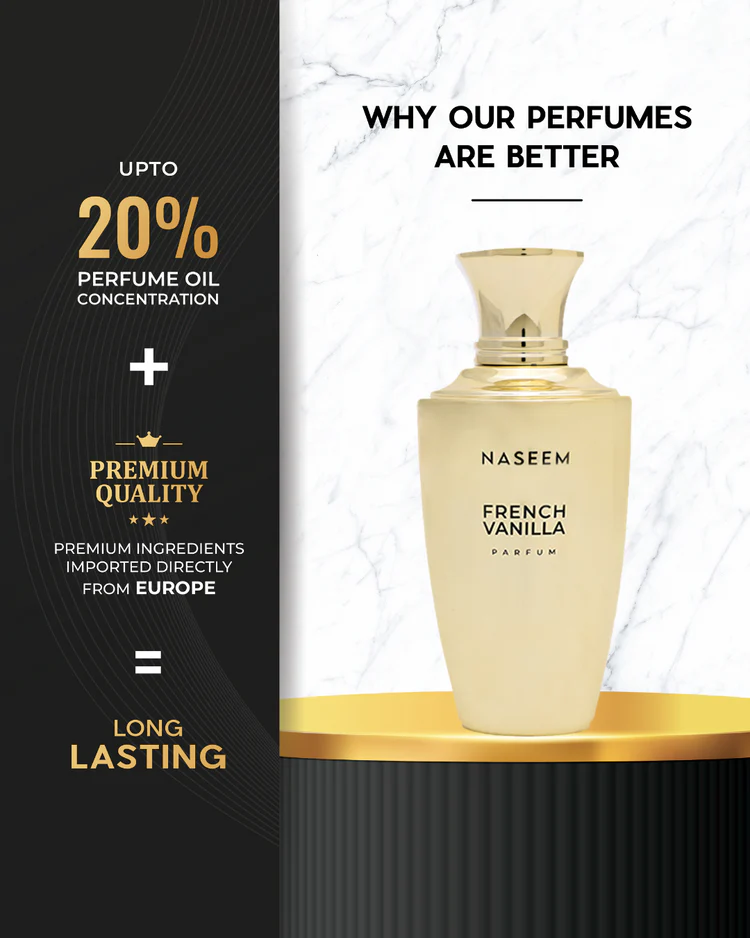 UPTO
20%
PERFUME OIL
CONCENTRATION
+
PREMIUM
QUALITY
PREMIUM INGREDIENTS
IMPORTED DIRECTLY
FROM EUROPE
=
LONG
LASTING
WHY OUR PERFUMES
ARE BETTER
NASEEM
FRENCH
VANILLA
PARFUM